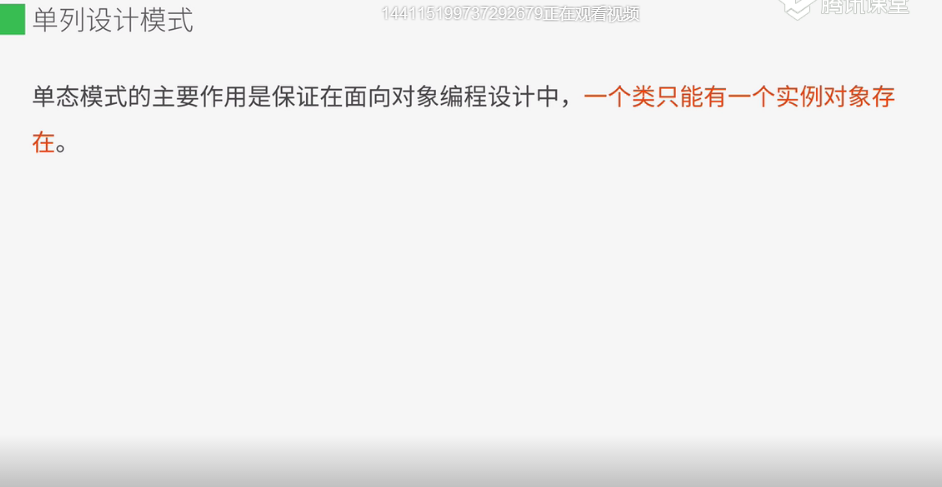 单列设计模式
144115199737292679正在观看视频
腾讯课堂
单态模式的主要作用是保证在面向对象编程设计中，一个类只能有一个实例对象存
在。